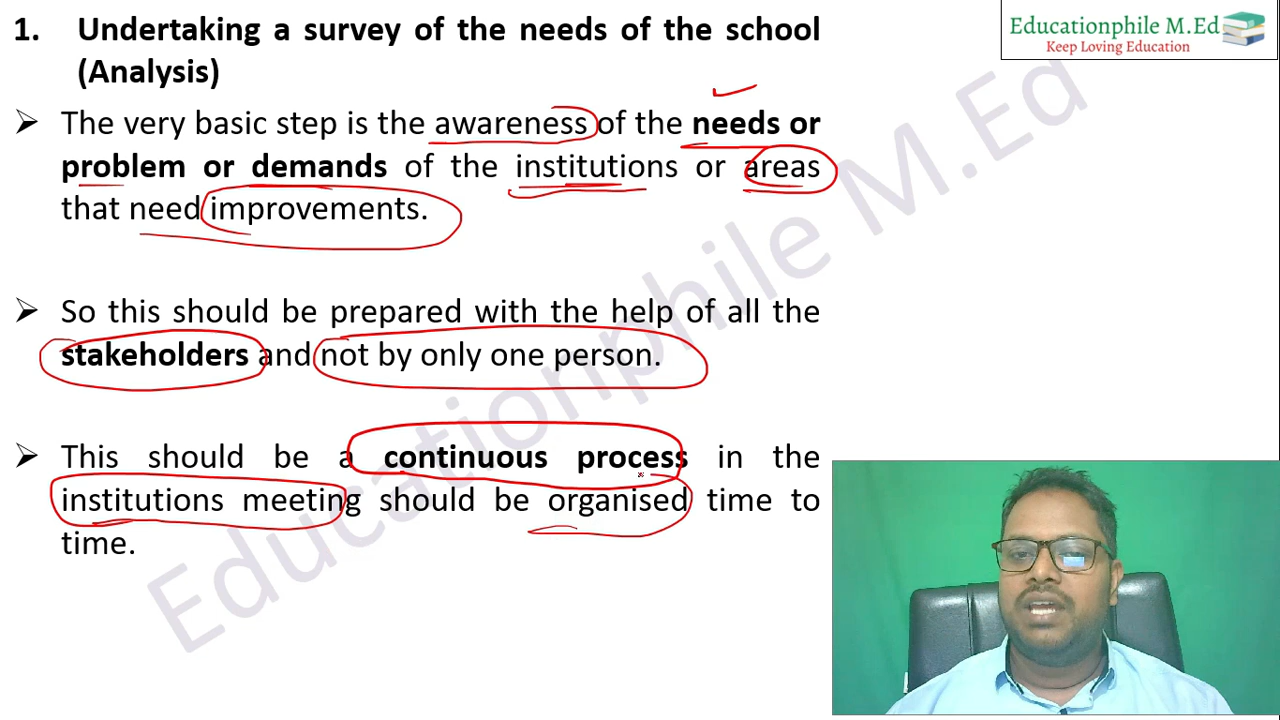 1. Undertaking a survey of the needs of the school
(Analysis)
➢ The very basic step is the awareness of the needs or
problem or demands of the institutions or areas
that need improvements.
➢ So this should be prepared with the help of all the
stakeholders and not by only one person.
➢ This should be a continuous process in the
institutions meeting should be organised time to
time.
Educationphile M.Ed
Keep Loving Education
Educationphile M.Ed